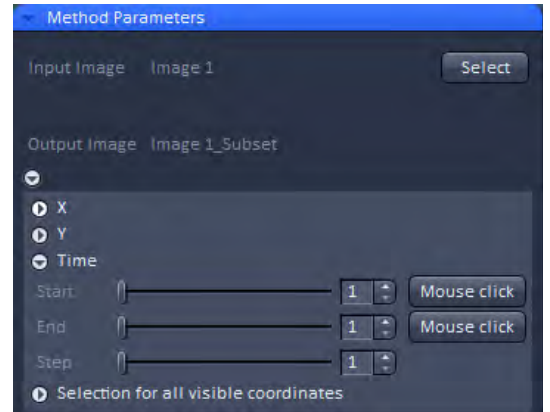 Method Parameters
Input Image Image 1 Select
Output Image Image 1_Subset
X
Y
Time
Start 1 Mouse click
End 1 Mouse click
Step 1
Selection for all visible coordinates